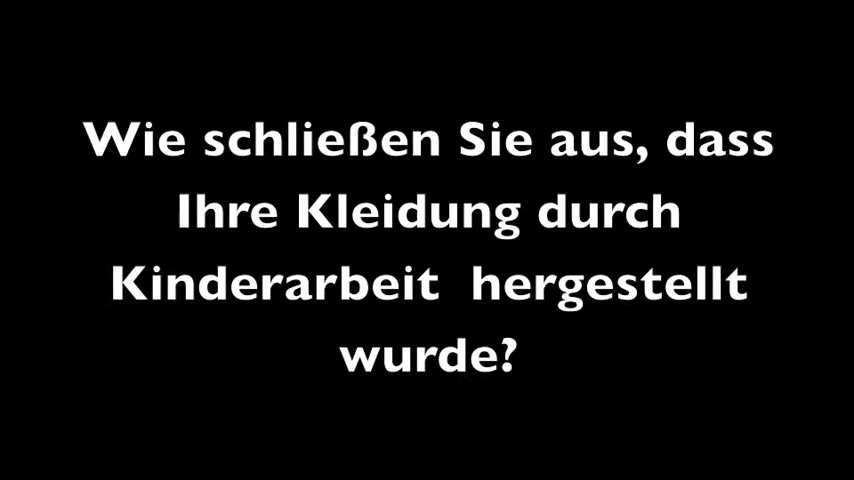 Wie schließen Sie aus, dass
Ihre Kleidung durch
Kinderarbeit  hergestellt
wurde?